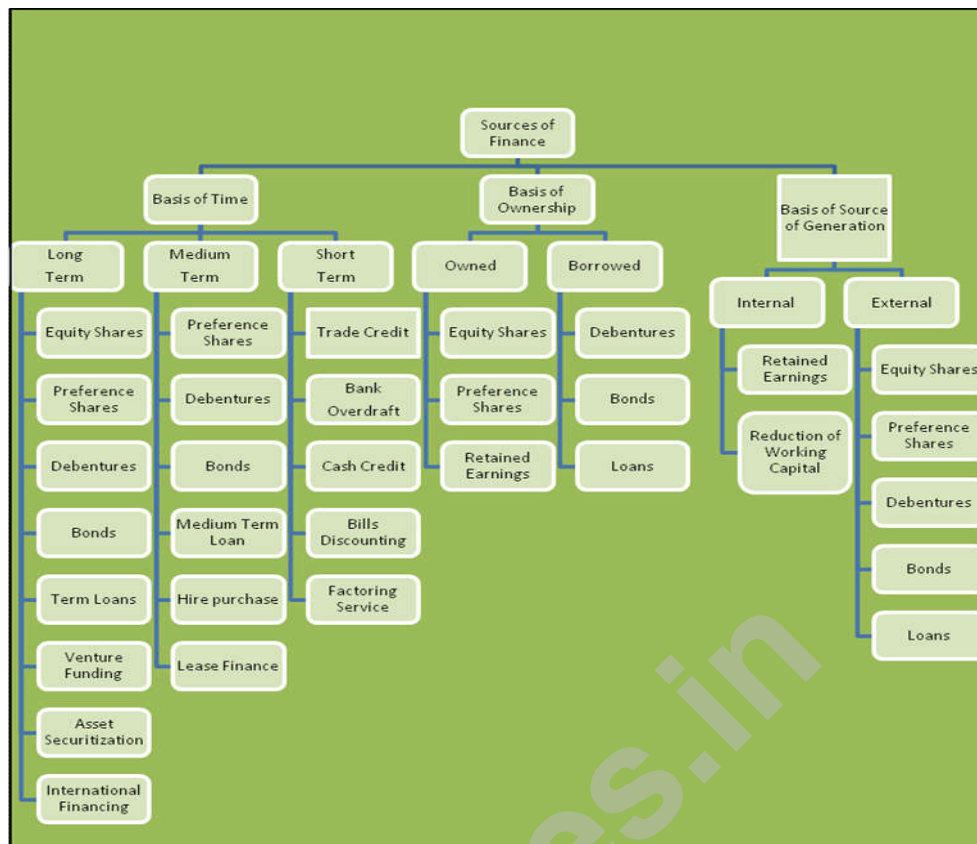 Sources of
Finance
Basis of Time
Basis of
Ownership
Basis of Source
of Generation
Long
Term
Medium
Term
Short
Term
Owned
Borrowed
Internal
External
Equity Shares
Preference
Shares
Debentures
Bonds
Term Loans
Venture
Funding
Asset
Securitization
International
Financing
Preference
Shares
Debentures
Bonds
Medium Term
Loan
Hire purchase
Lease Finance
Trade Credit
Bank
Overdraft
Cash Credit
Bills
Discounting
Factoring
Service
Equity Shares
Preference
Shares
Retained
Earnings
Debentures
Bonds
Loans
Retained
Earnings
Reduction of
Working
Capital
Equity Shares
Preference
Shares
Debentures
Bonds
Loans
es.in